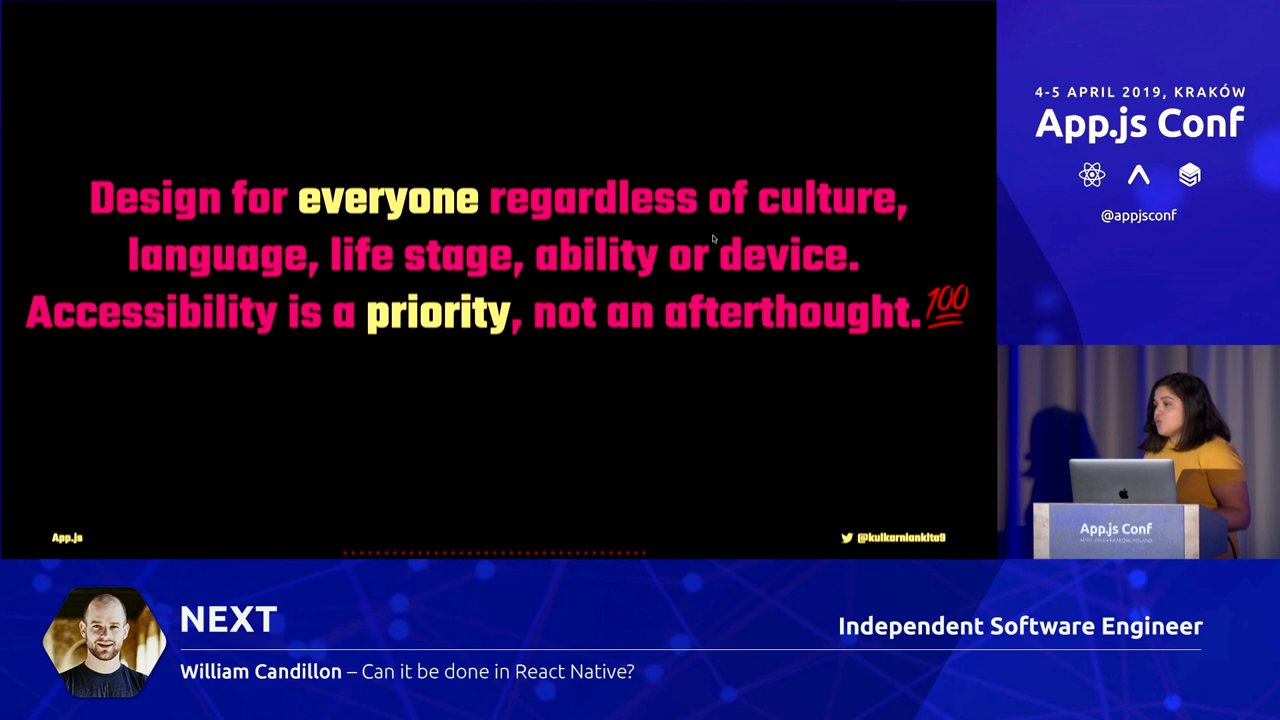 Design for everyone regardless of culture,
language, life stage, ability or device.
Accessibility is a priority, not an afterthought.💯
App.js
@kulkarniankita9
4-5 APRIL 2019, KRAKÓW
App.js Conf
@appjsconf
App.js Conf
NEXT
William Candillon – Can it be done in React Native?
Independent Software Engineer